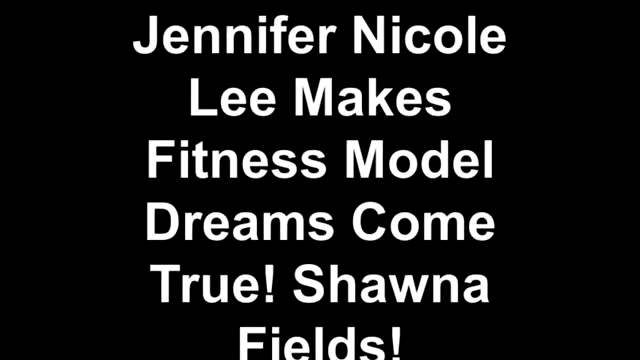 Jennifer Nicole
Lee Makes
Fitness Model
Dreams Come
True! Shawna
Fields!